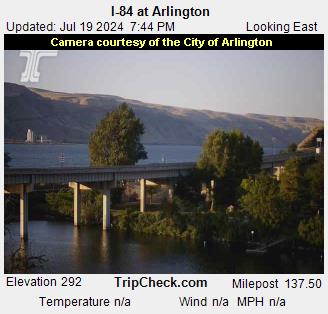 I-84 at Arlington
Updated: Jul 19 2024 7:44 PM Looking East
Camera courtesy of the City of Arlington
Elevation 292 TripCheck.com Milepost 137.50
Temperature n/a Wind n/a MPH n/a